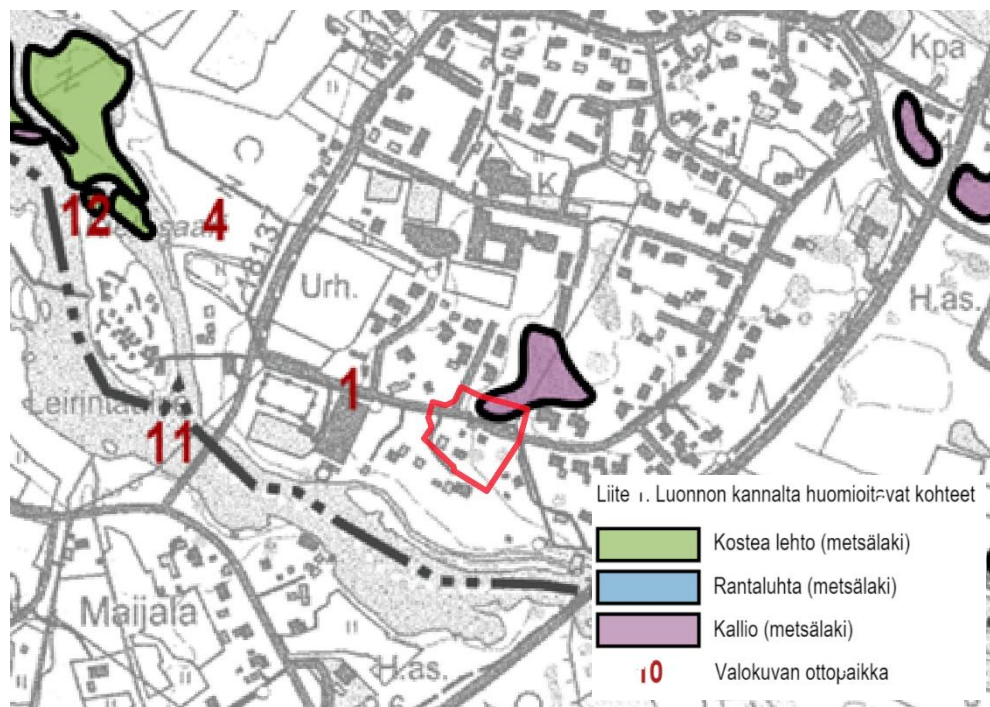 Kpa
K
12
4
1813
Urh.
H.as.
1
11
Maijala
H.as.
Liite 1. Luonnon kannalta huomioitavat kohteet
Kostea lehto (metsälaki)
Rantaluhta (metsälaki)
Kallio (metsälaki)
10 Valokuvan ottopaikka